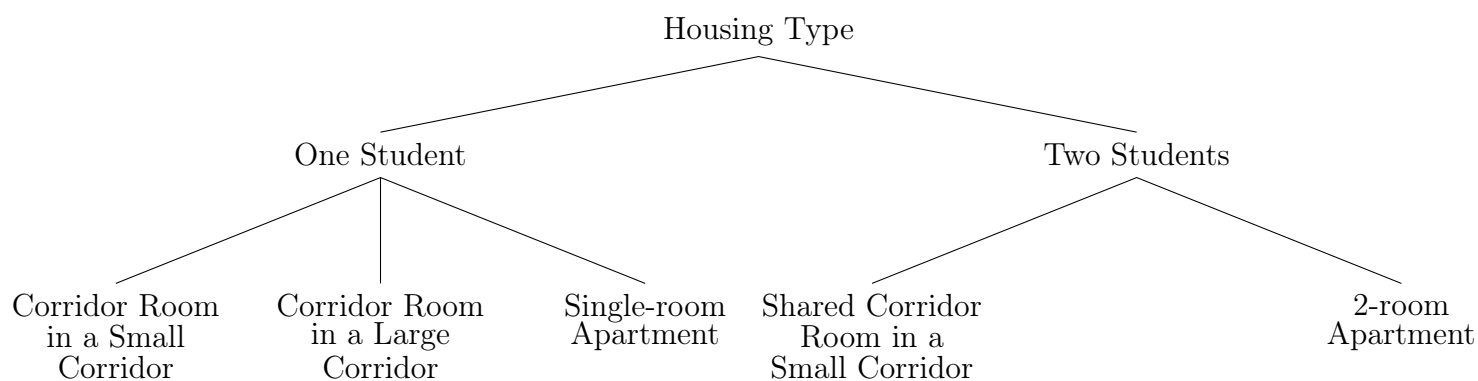 Housing Type
One Student
Two Students
Corridor Room
in a Small
Corridor
Corridor Room
in a Large
Corridor
Single-room
Apartment
Shared Corridor
Room in a
Small Corridor
2-room
Apartment